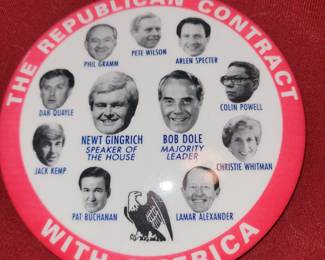 THE REPUBLICAN CONTRACT
PHIL GRAMM
PETE WILSON
ARLEN SPECTER
DAN QUAYLE
COLIN POWELL
NEWT GINGRICH
SPEAKER OF
THE HOUSE
BOB DOLE
MAJORITY
LEADER
JACK KEMP
CHRISTIE WHITMAN
PAT BUCHANAN
LAMAR ALEXANDER
WITH AMERICA